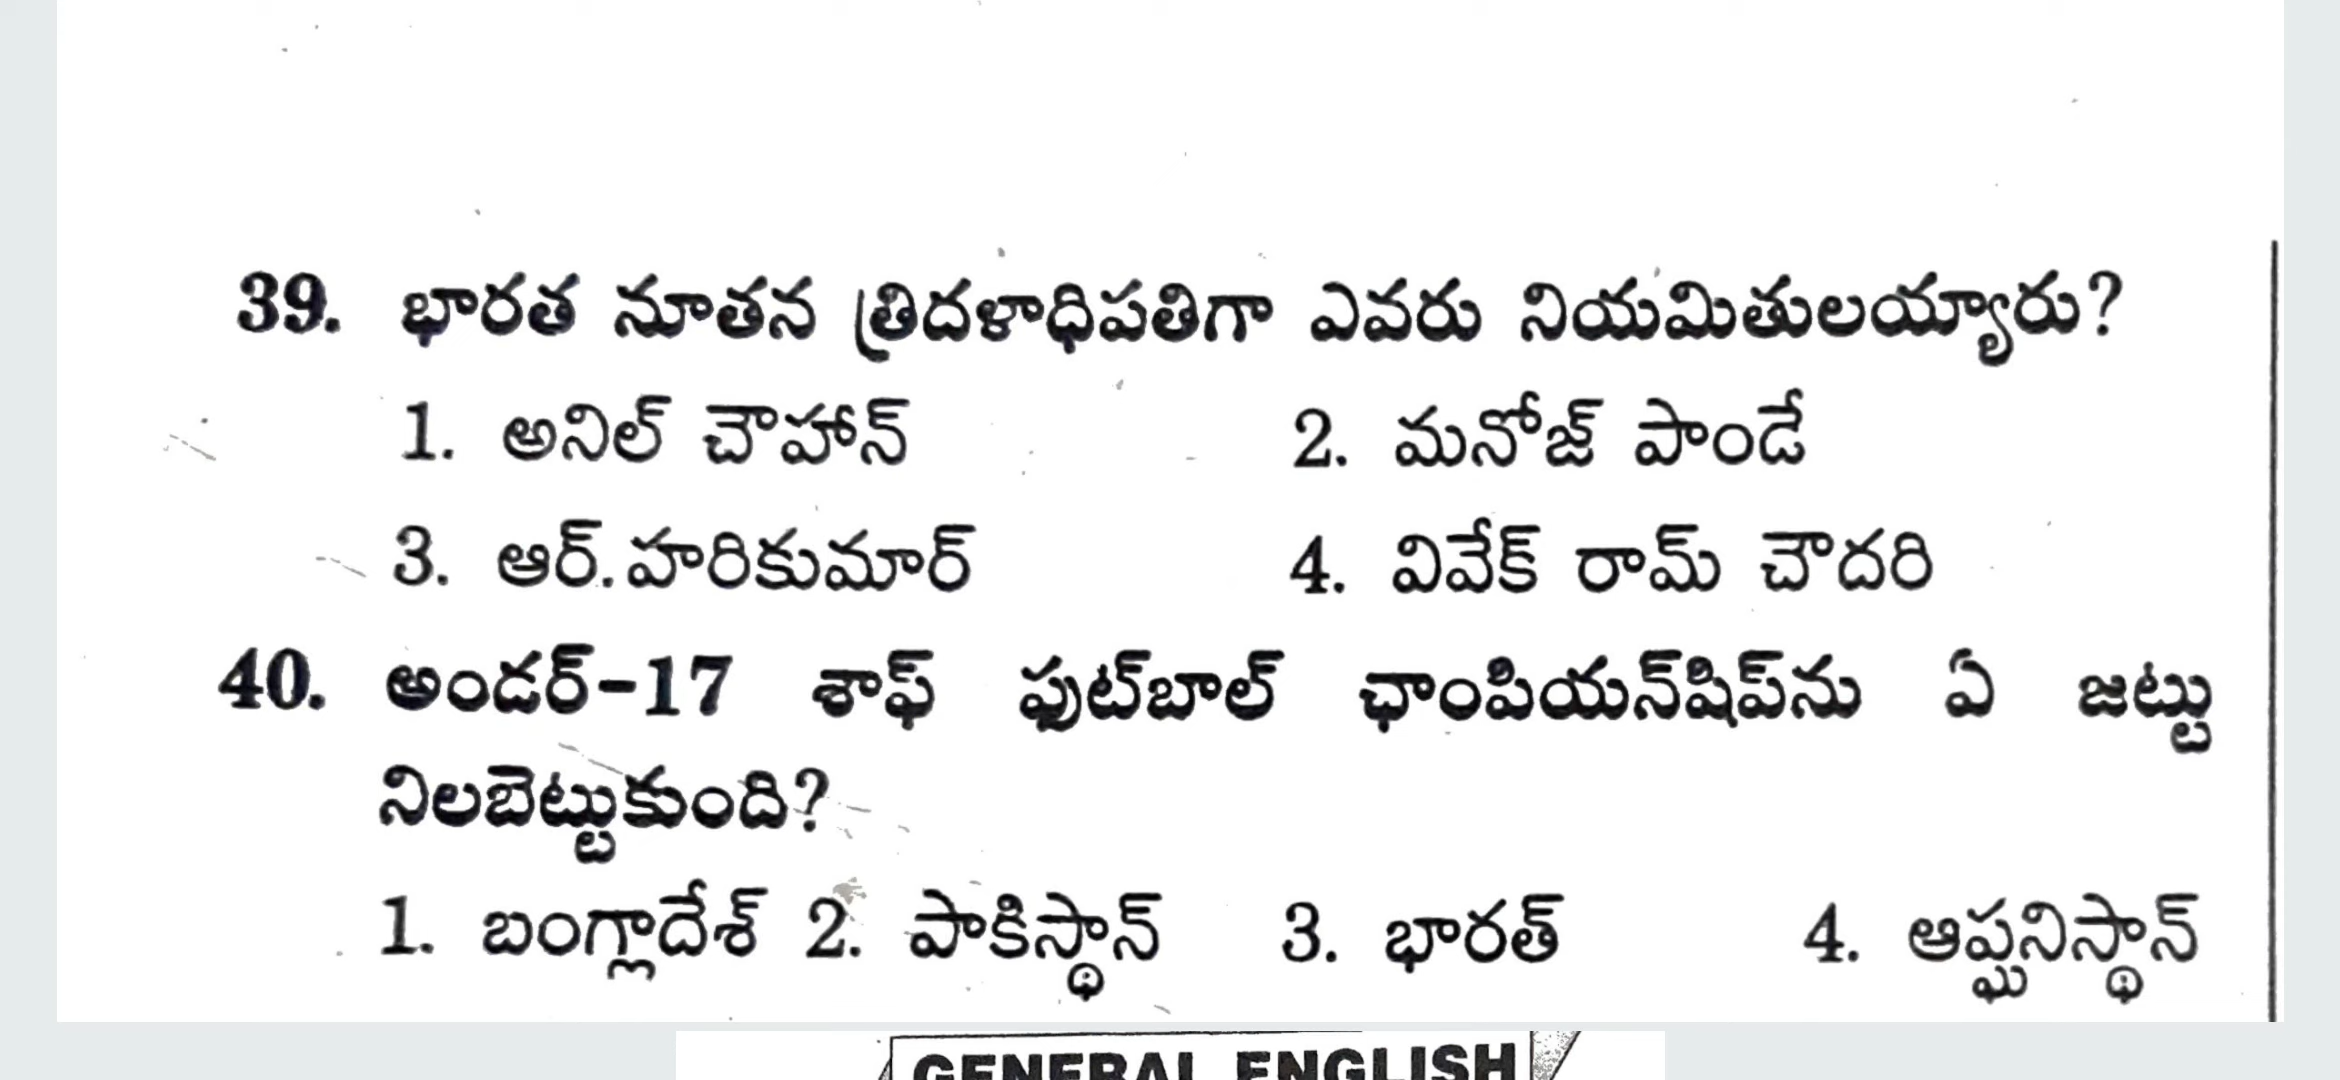 39. భారత నూతన త్రిదళాధిపతిగా ఎవరు నియమితులయ్యారు?
1. అనిల్ చౌహాన్ 2. మనోజ్ పాండే
3. ఆర్.హరికుమార్ 4. వివేక్ రామ్ చౌదరి
40. అండర్-17 శాఫ్ ఫుట్‌బాల్ ఛాంపియన్‌షిప్‌ను ఏ జట్టు
నిలబెట్టుకుంది?
1. బంగ్లాదేశ్ 2. పాకిస్థాన్ 3. భారత్ 4. ఆప్ఘనిస్థాన్
GENERAL ENGLISH